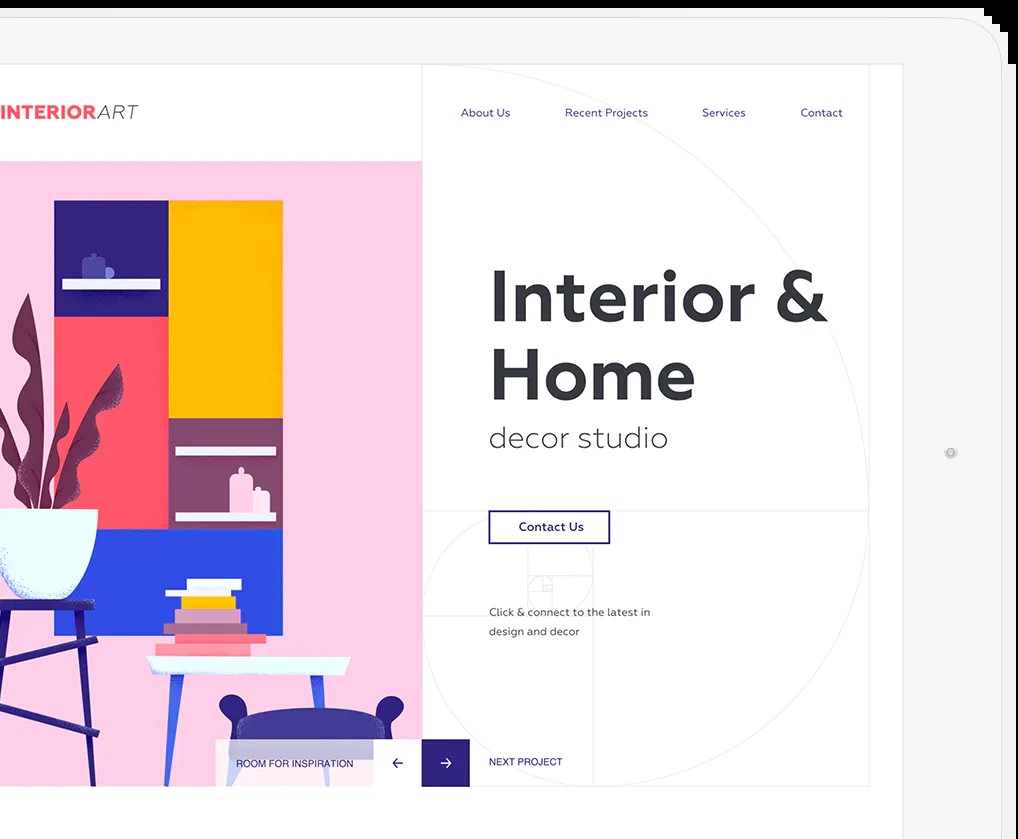 INTERIORART
About Us Recent Projects Services Contact
Interior &
Home
decor studio
Contact Us
Click & connect to the latest in
design and decor
ROOM FOR INSPIRATION
NEXT PROJECT